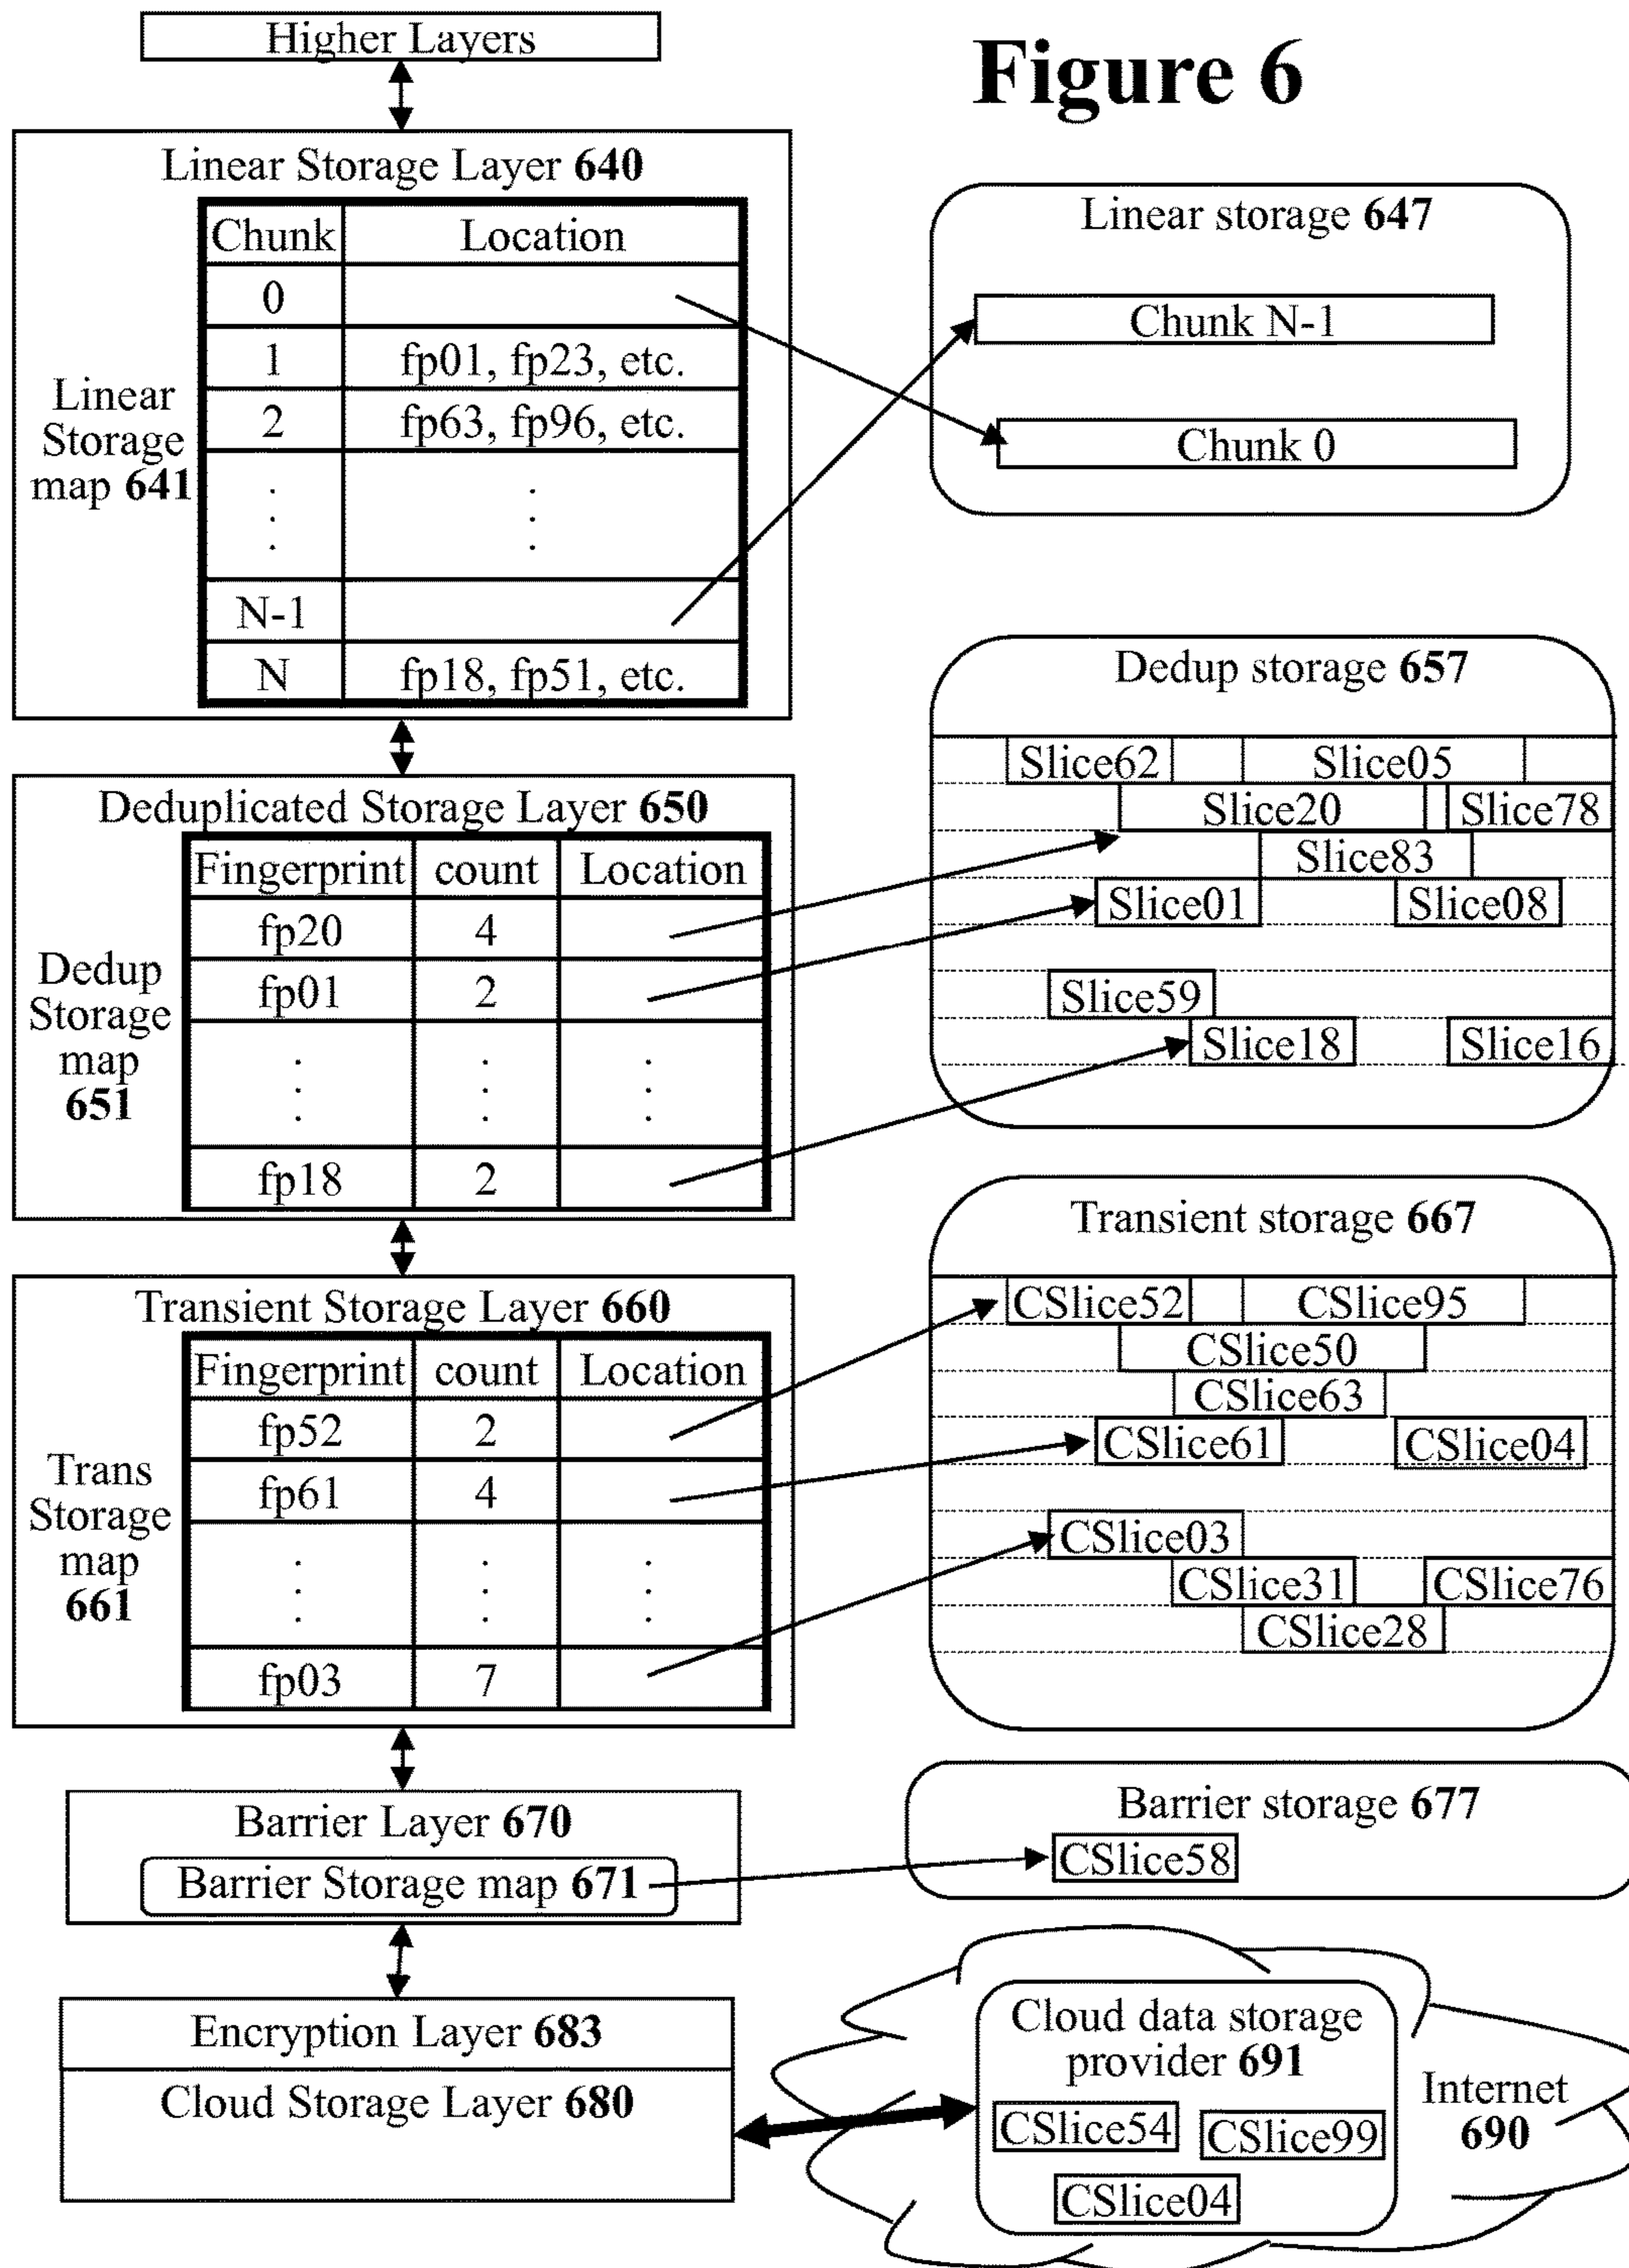 Higher Layers
Figure 6
Linear Storage Layer 640
Chunk Location
0
1 fp01, fp23, etc.
2 fp63, fp96, etc.
. .
. .
. .
N-1
N fp18, fp51, etc.
Linear
Storage
map 641
Linear storage 647
Chunk N-1
Chunk 0
Deduplicated Storage Layer 650
Fingerprint count Location
fp20 4
fp01 2
. . .
. . .
. . .
fp18 2
Dedup
Storage
map
651
Dedup storage 657
Slice62 Slice05
Slice20 Slice78
Slice83
Slice01 Slice08
Slice59
Slice18 Slice16
Transient Storage Layer 660
Fingerprint count Location
fp52 2
fp61 4
. . .
. . .
. . .
fp03 7
Trans
Storage
map
661
Transient storage 667
CSlice52 CSlice95
CSlice50
CSlice63
CSlice61 CSlice04
CSlice03
CSlice31 CSlice76
CSlice28
Barrier Layer 670
Barrier Storage map 671
Barrier storage 677
CSlice58
Encryption Layer 683
Cloud Storage Layer 680
Cloud data storage
provider 691
CSlice54 CSlice99
CSlice04
Internet
690